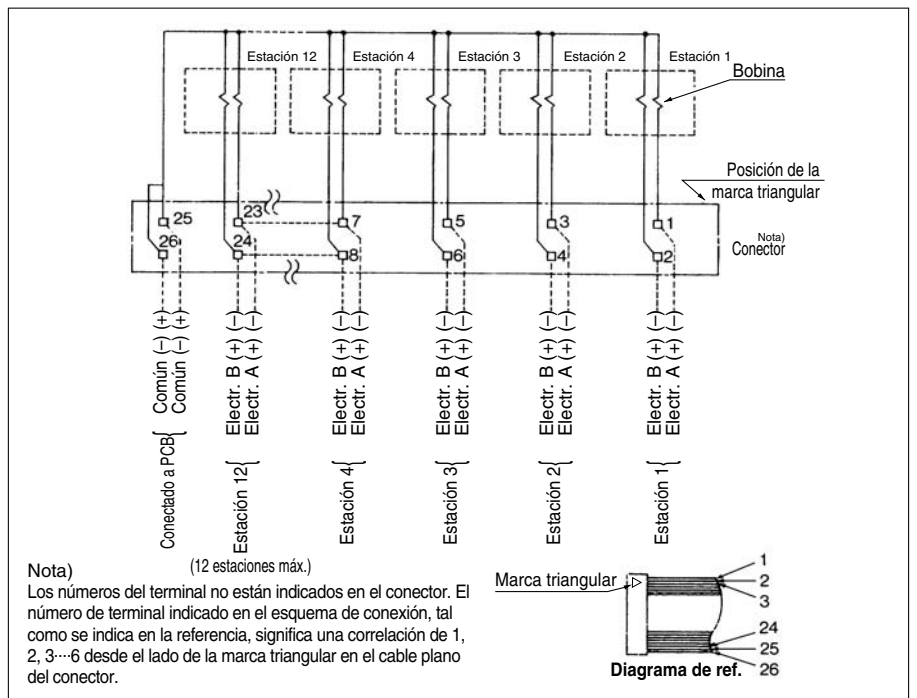 Estación 12
Estación 4
Estación 3
Estación 2
Estación 1
Bobina
Posición de la
marca triangular
25
23
7
5
3
1
26
24
8
6
4
2
Nota)
Conector
Común (–) (+)
Común (–) (+)
Electr. B (+) (–)
Electr. A (+) (–)
Electr. B (+) (–)
Electr. A (+) (–)
Electr. B (+) (–)
Electr. A (+) (–)
Electr. B (+) (–)
Electr. A (+) (–)
Electr. B (+) (–)
Electr. A (+) (–)
Conectado a PCB
Estación 12
Estación 4
Estación 3
Estación 2
Estación 1
(12 estaciones máx.)
Nota)
Los números del terminal no están indicados en el conector. El
número de terminal indicado en el esquema de conexión, tal
como se indica en la referencia, significa una correlación de 1,
2, 3····6 desde el lado de la marca triangular en el cable plano
del conector.
Marca triangular
1
2
3
24
25
26
Diagrama de ref.